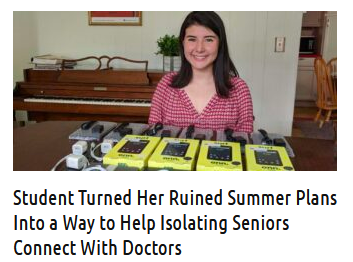 Student Turned Her Ruined Summer Plans
Into a Way to Help Isolating Seniors
Connect With Doctors